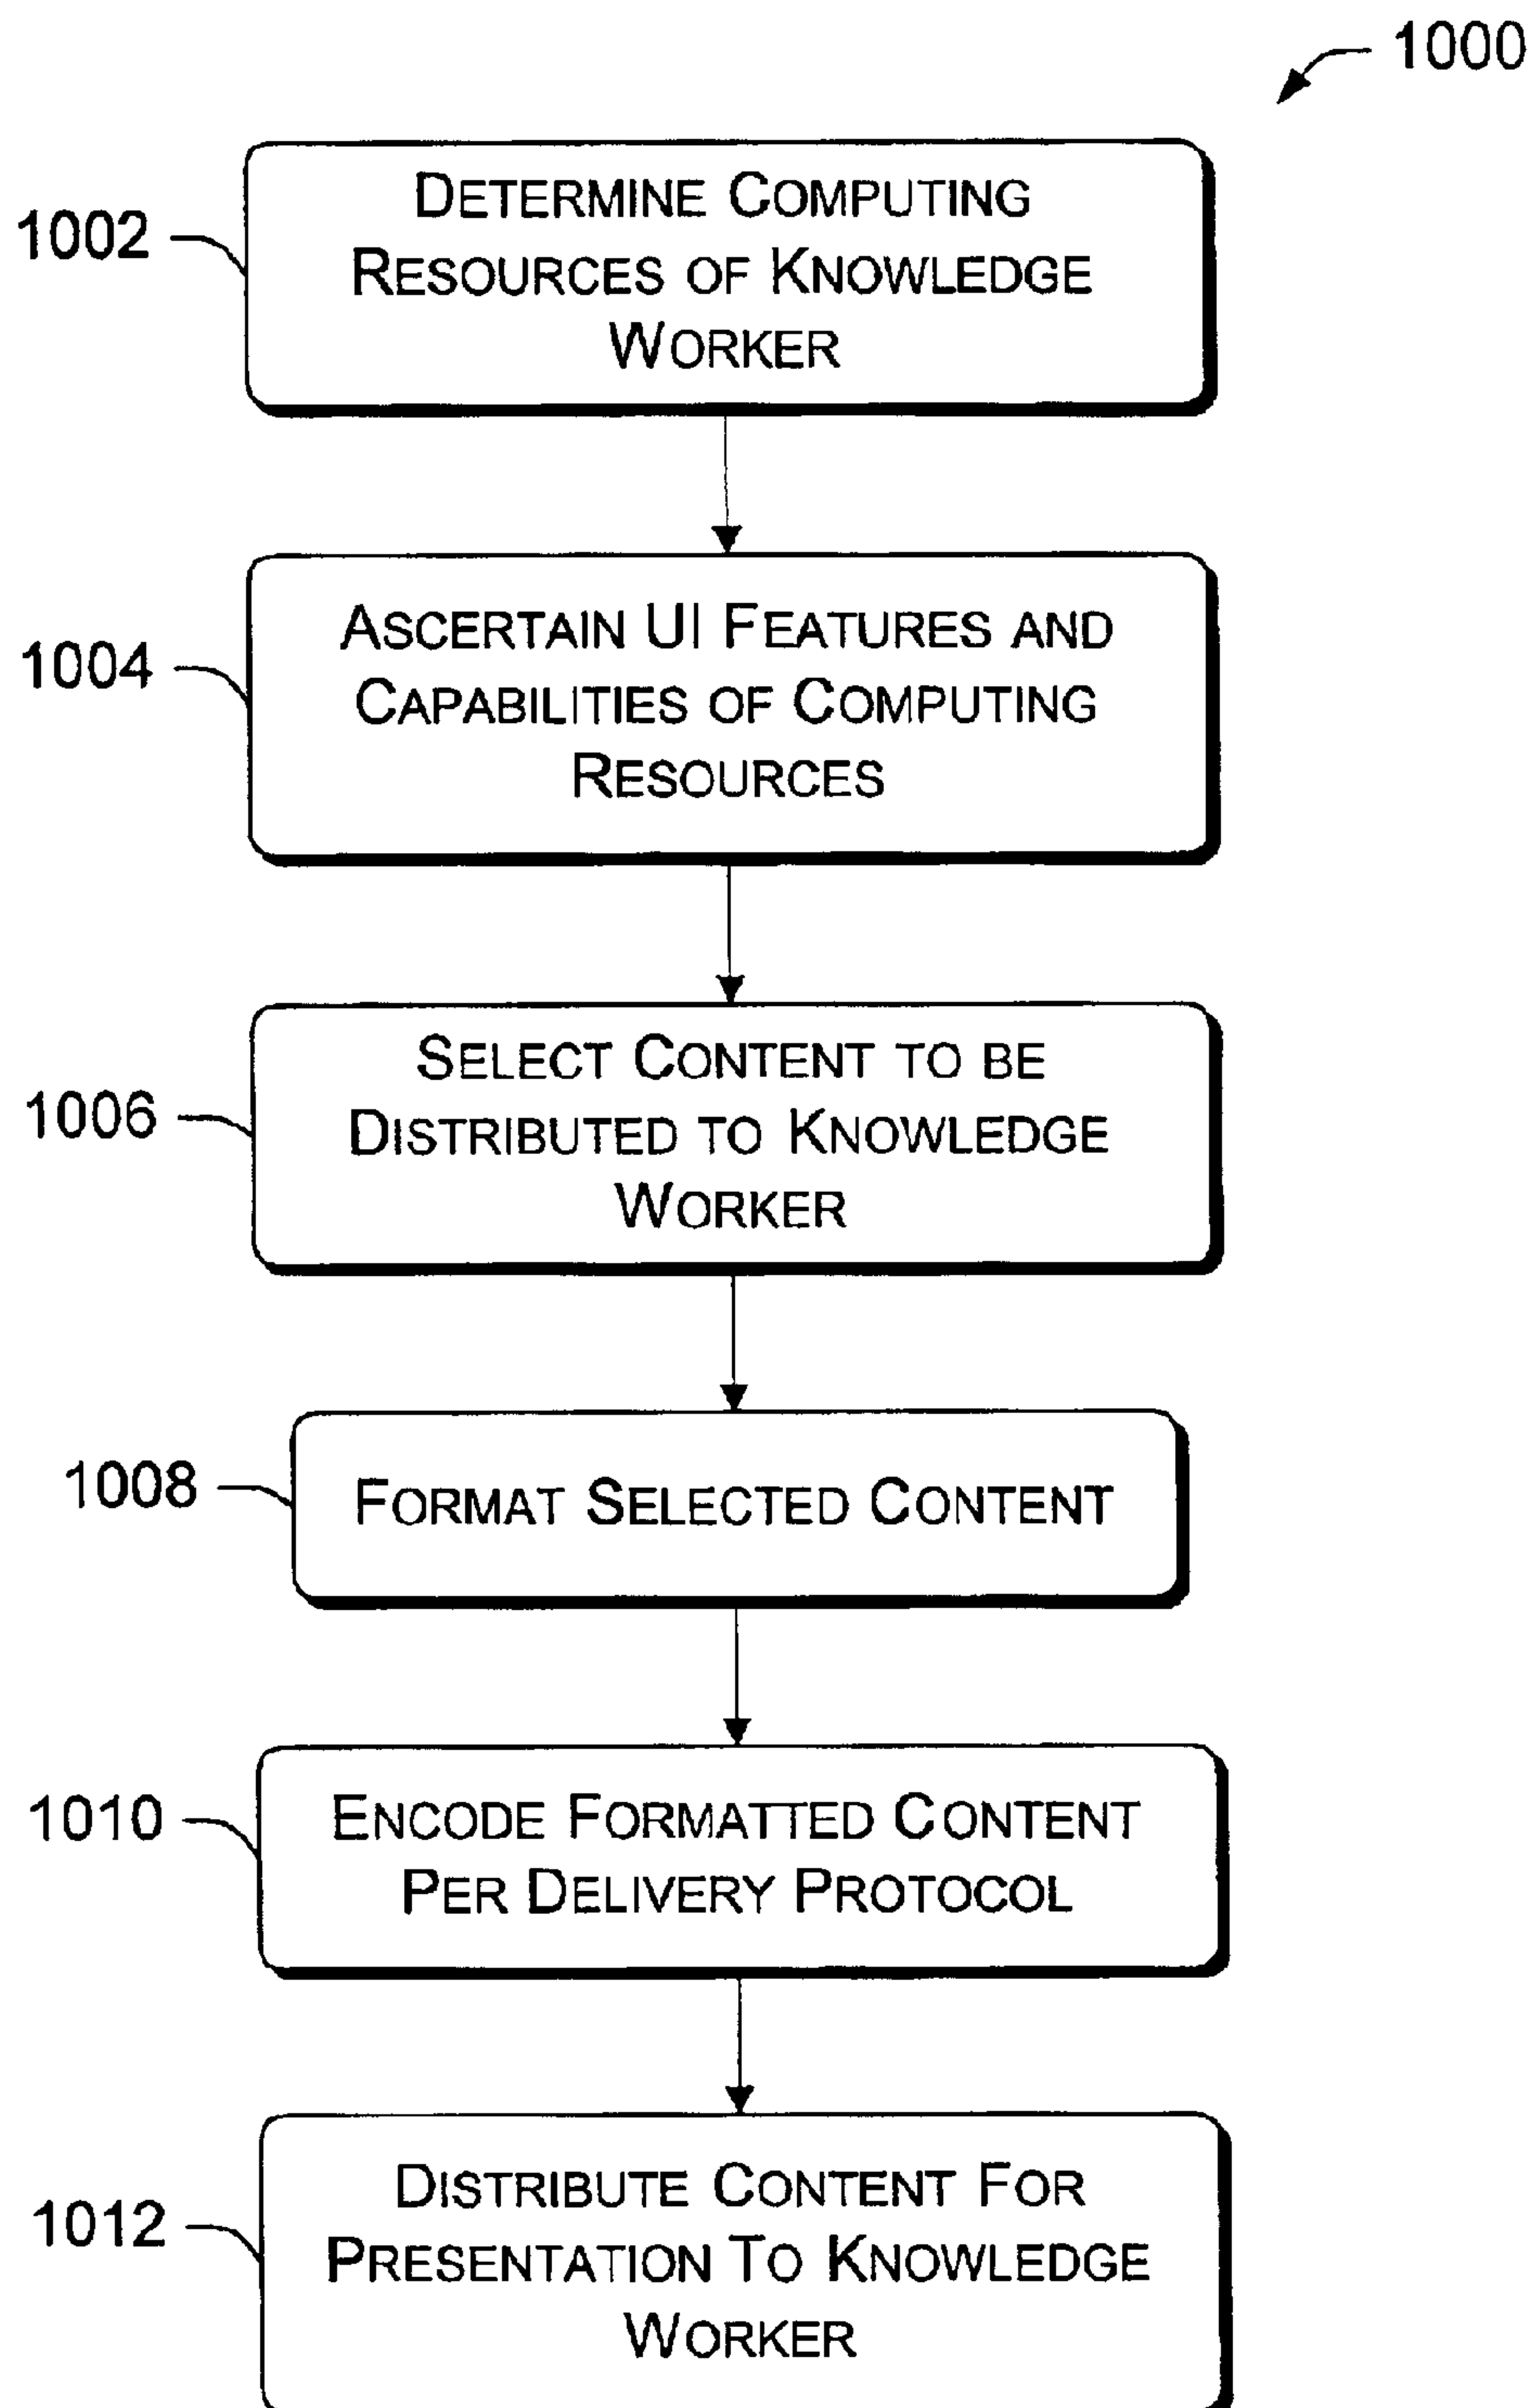 1000
1002
DETERMINE COMPUTING
RESOURCES OF KNOWLEDGE
WORKER
1004
ASCERTAIN UI FEATURES AND
CAPABILITIES OF COMPUTING
RESOURCES
1006
SELECT CONTENT TO BE
DISTRIBUTED TO KNOWLEDGE
WORKER
1008
FORMAT SELECTED CONTENT
1010
ENCODE FORMATTED CONTENT
PER DELIVERY PROTOCOL
1012
DISTRIBUTE CONTENT FOR
PRESENTATION TO KNOWLEDGE
WORKER